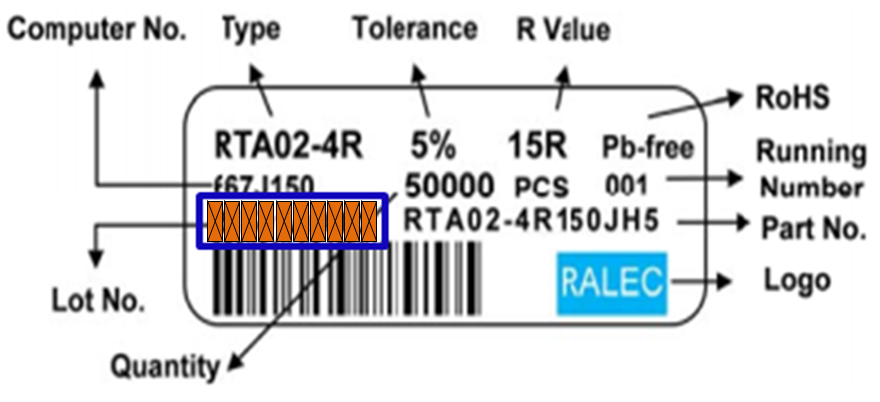 Computer No. Type Tolerance R Value
RoHS
RTA02-4R 5% 15R Pb-free
Running
Number
f67J150 50000 PCS 001
RTA02-4R150JH5
Part No.
RALEC
Logo
Lot No.
Quantity